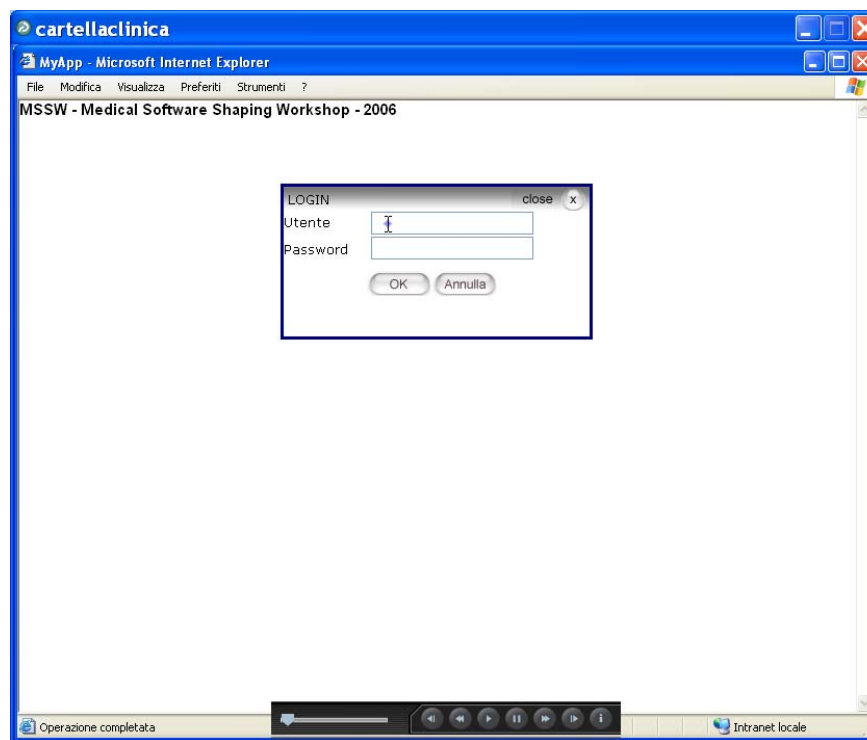 cartellaclinica
MyApp - Microsoft Internet Explorer
File Modifica Visualizza Preferiti Strumenti ?
MSSW - Medical Software Shaping Workshop - 2006
LOGIN close x
Utente
Password
OK Annulla
Operazione completata Intranet locale